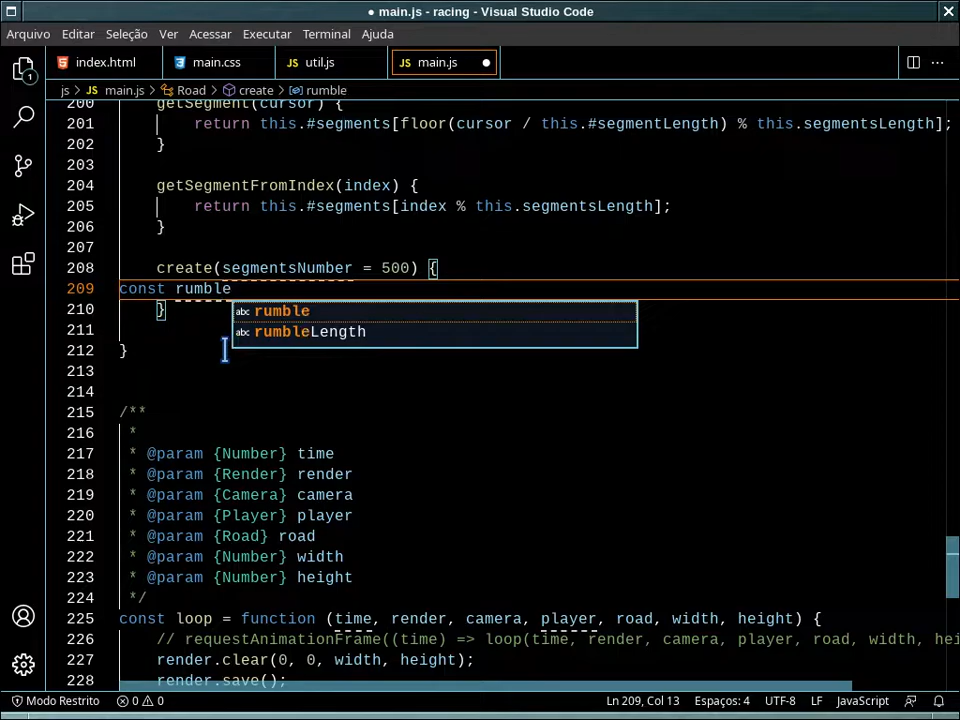 ● main.js - racing - Visual Studio Code
Arquivo Editar Seleção Ver Acessar Executar Terminal Ajuda
index.html main.css JS util.js JS main.js ●
js > JS main.js > Road > create > rumble
200 getSegment(cursor) {
201 return this.#segments[floor(cursor / this.#segmentLength) % this.segmentsLength];
202 }
203
204 getSegmentFromIndex(index) {
205 return this.#segments[index % this.segmentsLength];
206 }
207
208 create(segmentsNumber = 500) {
209 const rumble
210 }
abc rumble
211
abc rumbleLength
212 }
213
214
215 /**
216 *
217 * @param {Number} time
218 * @param {Render} render
219 * @param {Camera} camera
220 * @param {Player} player
221 * @param {Road} road
222 * @param {Number} width
223 * @param {Number} height
224 */
225 const loop = function (time, render, camera, player, road, width, height) {
226 // requestAnimationFrame((time) => loop(time, render, camera, player, road, width, hei
227 render.clear(0, 0, width, height);
228 render.save();
1
Modo Restrito 0 0 Ln 209, Col 13 Espaços: 4 UTF-8 LF JavaScript